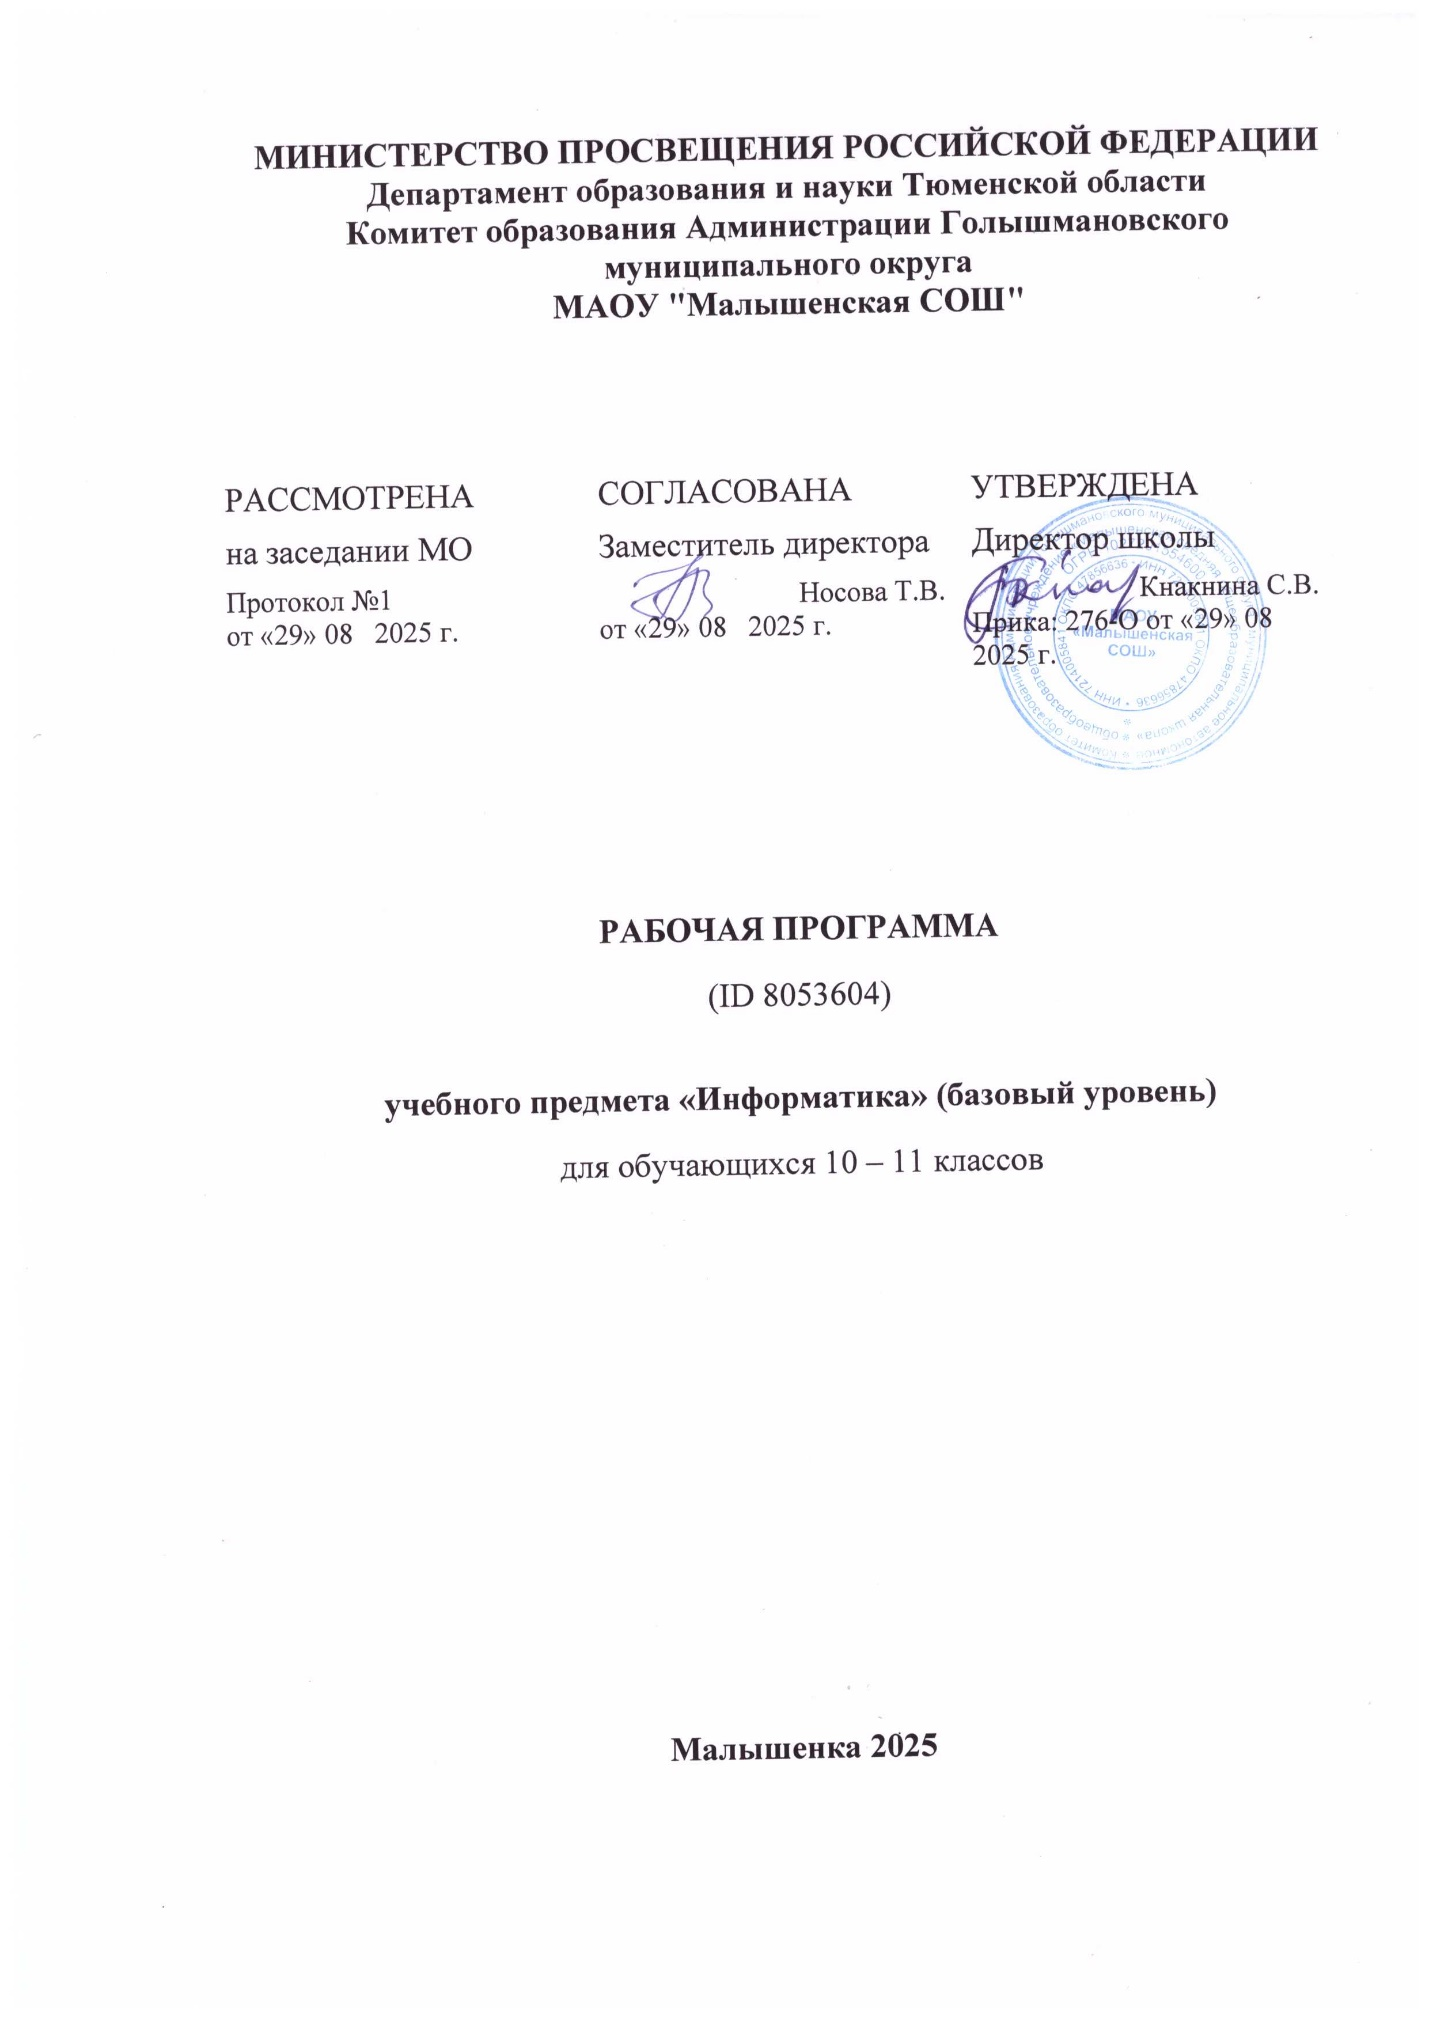 МИНИСТЕРСТВО ПРОСВЕЩЕНИЯ РОССИЙСКОЙ ФЕДЕРАЦИИ
Департамент образования и науки Тюменской области
Комитет образования Администрации Голышмановского
муниципального округа
МАОУ "Малышенская СОШ"
РАССМОТРЕНА
на заседании МО
Протокол №1
от «29» 08 2025 г.
СОГЛАСОВАНА
Заместитель директора
Носова Т.В.
от «29» 08 2025 г.
УТВЕРЖДЕНА
Директор школы
Кнакнина С.В.
Прика: 276-О от «29» 08
2025 г.
МАОУ
«Малышенская
СОШ»
РАБОЧАЯ ПРОГРАММА
(ID 8053604)
учебного предмета «Информатика» (базовый уровень)
для обучающихся 10 – 11 классов
Малышенка 2025